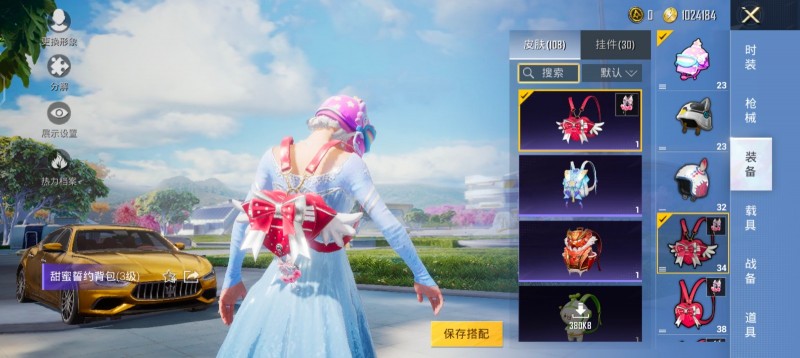 0
1024184
更换形象
分解
展示设置
热力档案
甜蜜誓约背包(3级)
保存搭配
皮肤(108)
挂件(30)
搜索
默认
1
1
1
380KB
23
23
32
34
38
时装
枪械
装备
载具
战备
道具